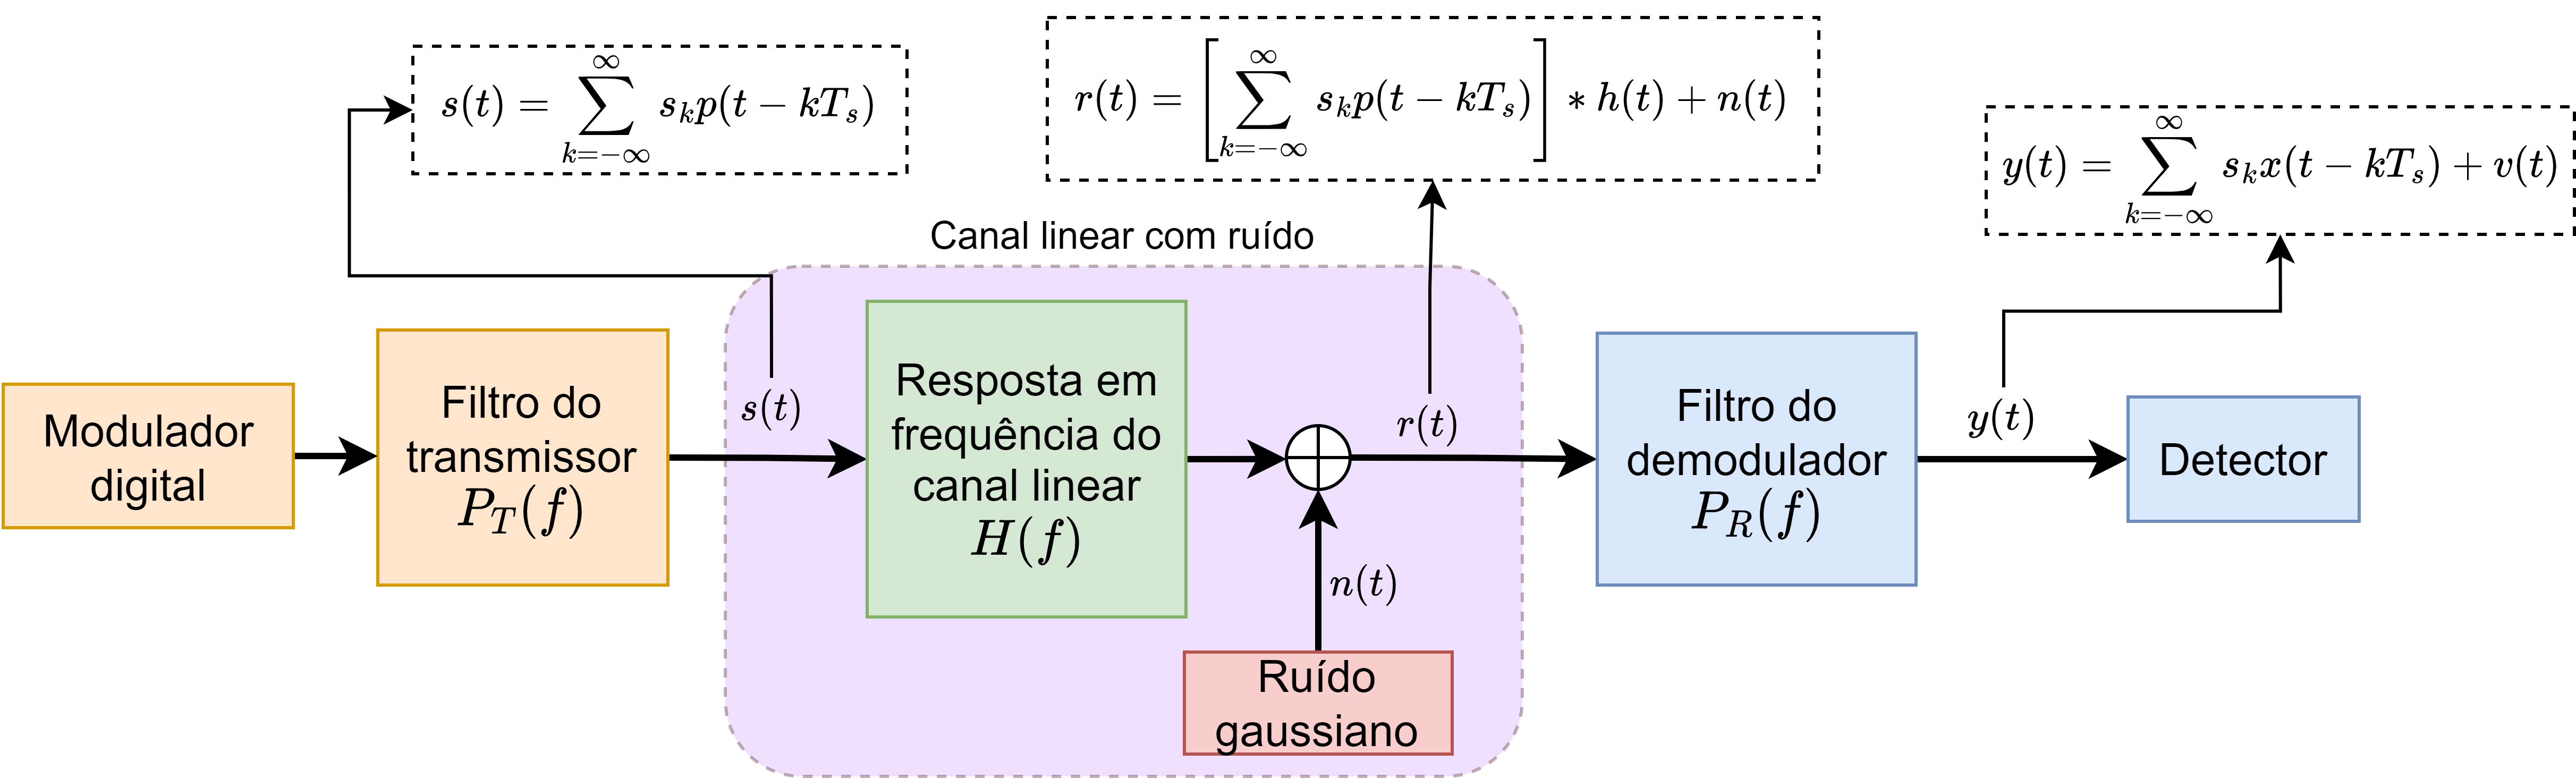 s(t) = \sum_{k=-\infty}^{\infty} s_k p(t - kT_s)
r(t) = \left[ \sum_{k=-\infty}^{\infty} s_k p(t - kT_s) \right] * h(t) + n(t)
y(t) = \sum_{k=-\infty}^{\infty} s_k x(t - kT_s) + v(t)
Canal linear com ruído
Modulador
digital
Filtro do
transmissor
P_T(f)
s(t)
Resposta em
frequência do
canal linear
H(f)
r(t)
n(t)
Ruído
gaussiano
Filtro do
demodulador
P_R(f)
y(t)
Detector